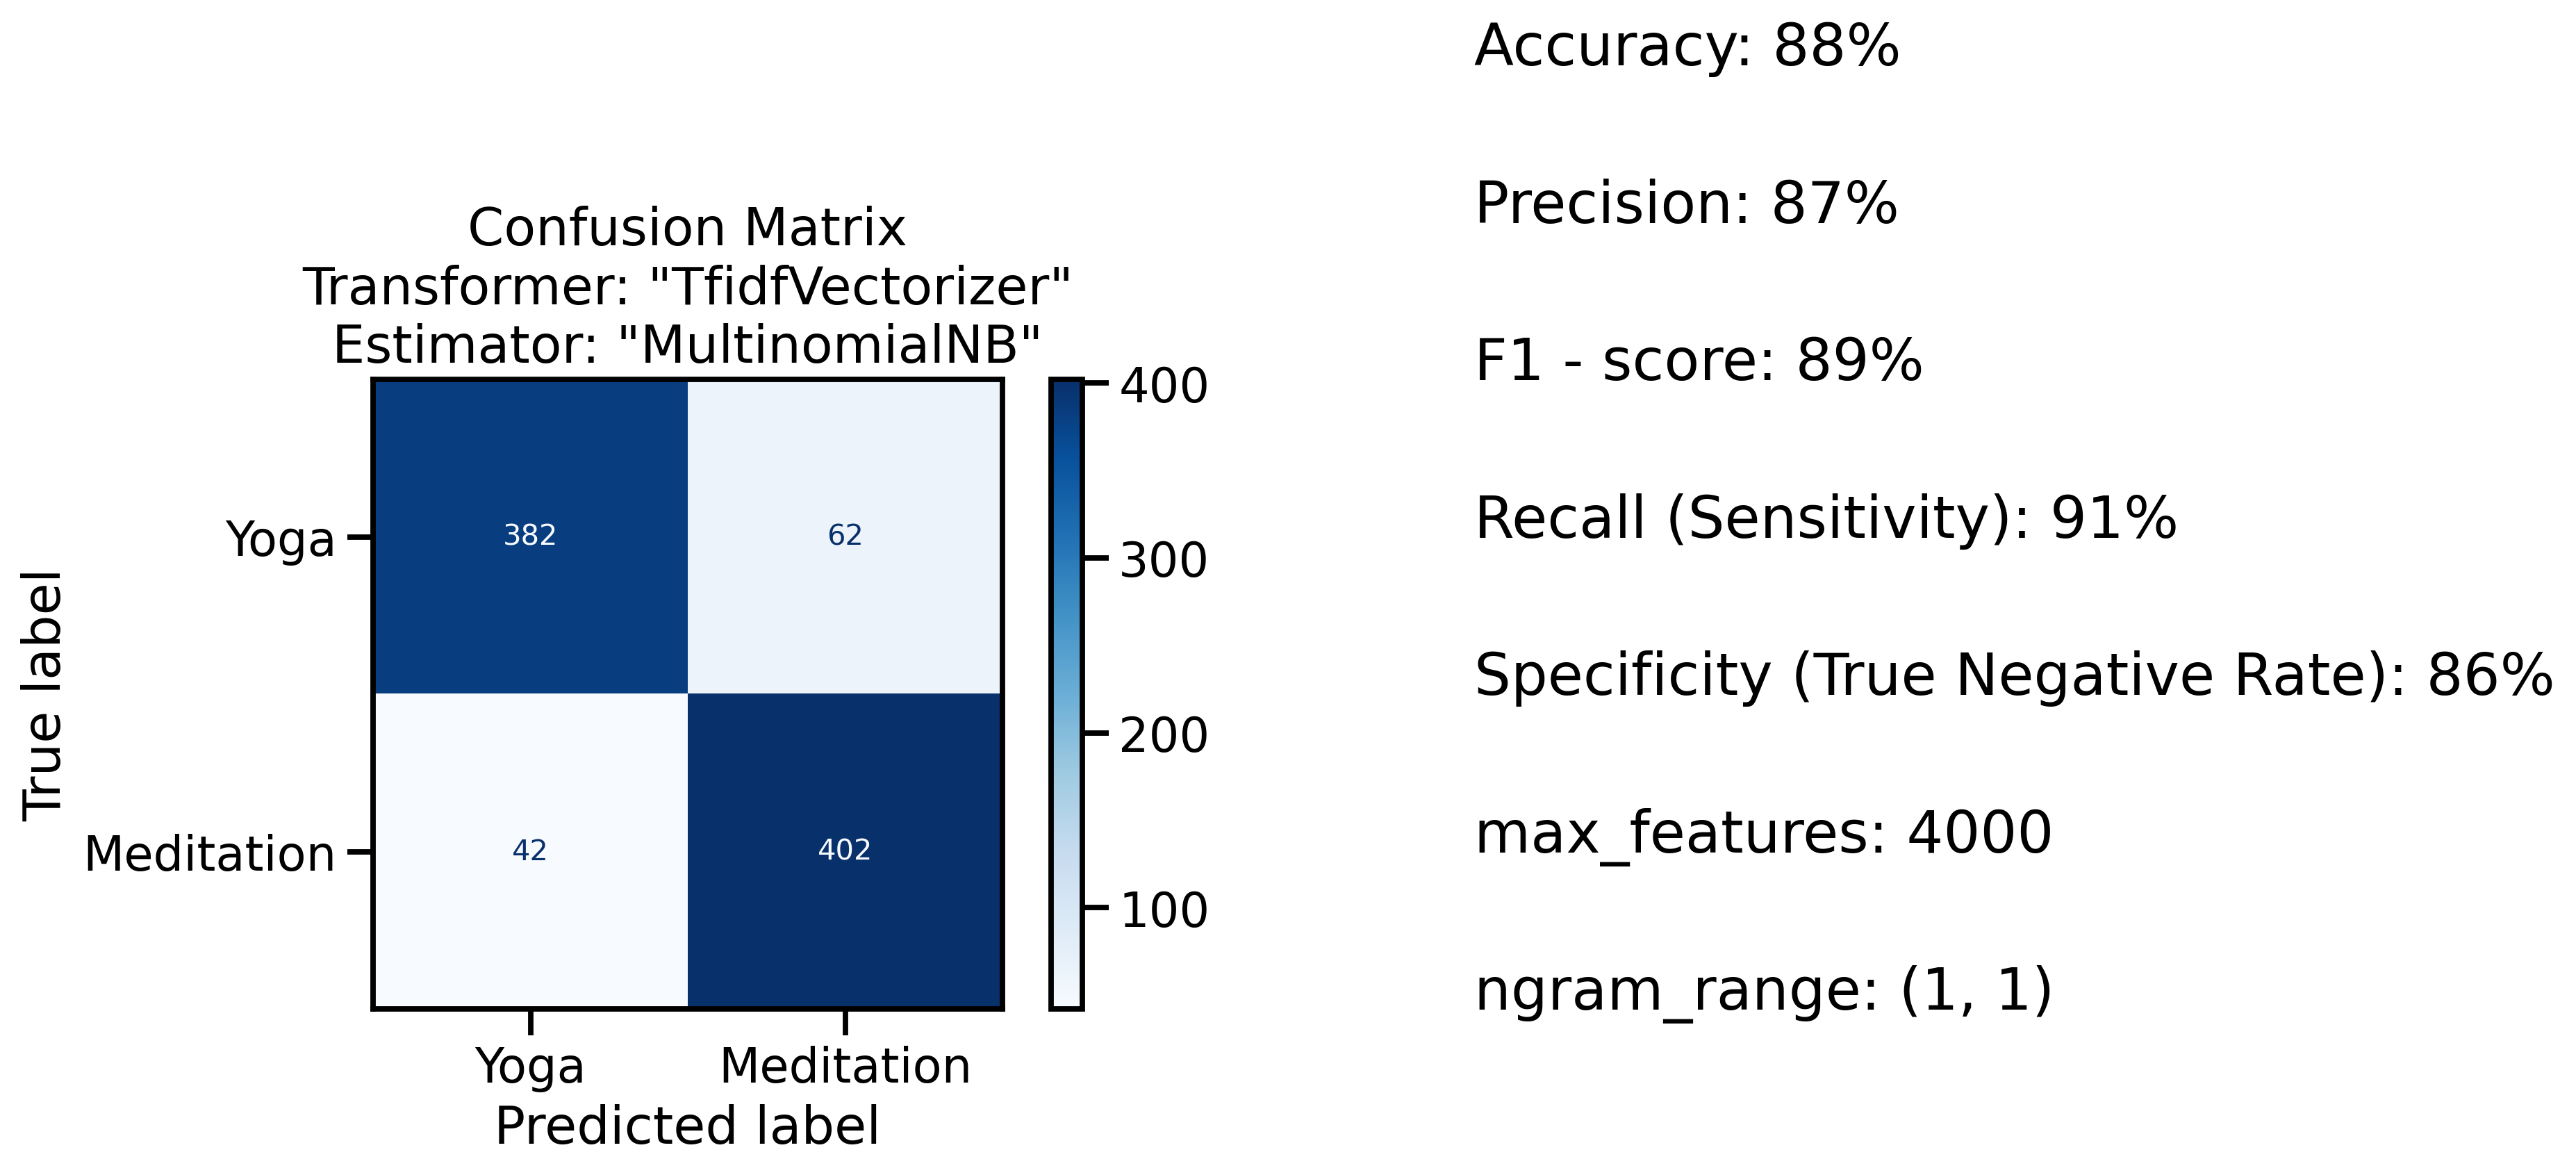 Confusion Matrix
Transformer: "TfidfVectorizer"
Estimator: "MultinomialNB"
True label
Yoga
Meditation
382
62
42
402
Yoga
Meditation
Predicted label
400
300
200
100
Accuracy: 88%
Precision: 87%
F1 - score: 89%
Recall (Sensitivity): 91%
Specificity (True Negative Rate): 86%
max_features: 4000
ngram_range: (1, 1)